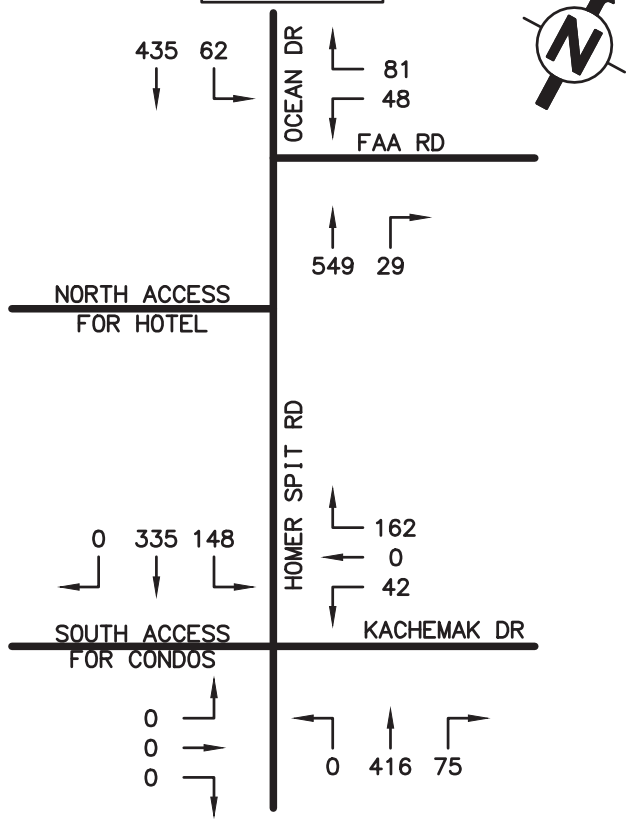 435 62
OCEAN DR
81
48
FAA RD
549 29
NORTH ACCESS
FOR HOTEL
HOMER SPIT RD
0 335 148
162
0
42
SOUTH ACCESS
FOR CONDOS
KACHEMAK DR
0
0
0
0 416 75
N